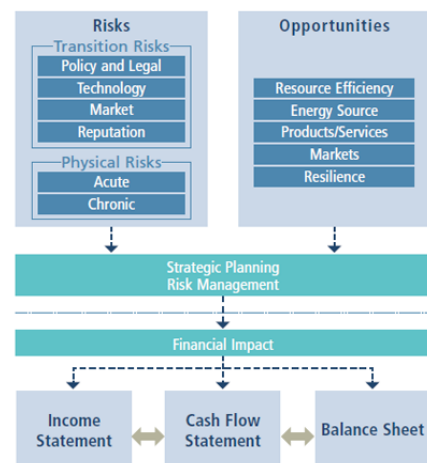 Risks
Transition Risks
Policy and Legal
Technology
Market
Reputation
Physical Risks
Acute
Chronic
Opportunities
Resource Efficiency
Energy Source
Products/Services
Markets
Resilience
Strategic Planning
Risk Management
Financial Impact
Income
Statement
Cash Flow
Statement
Balance Sheet